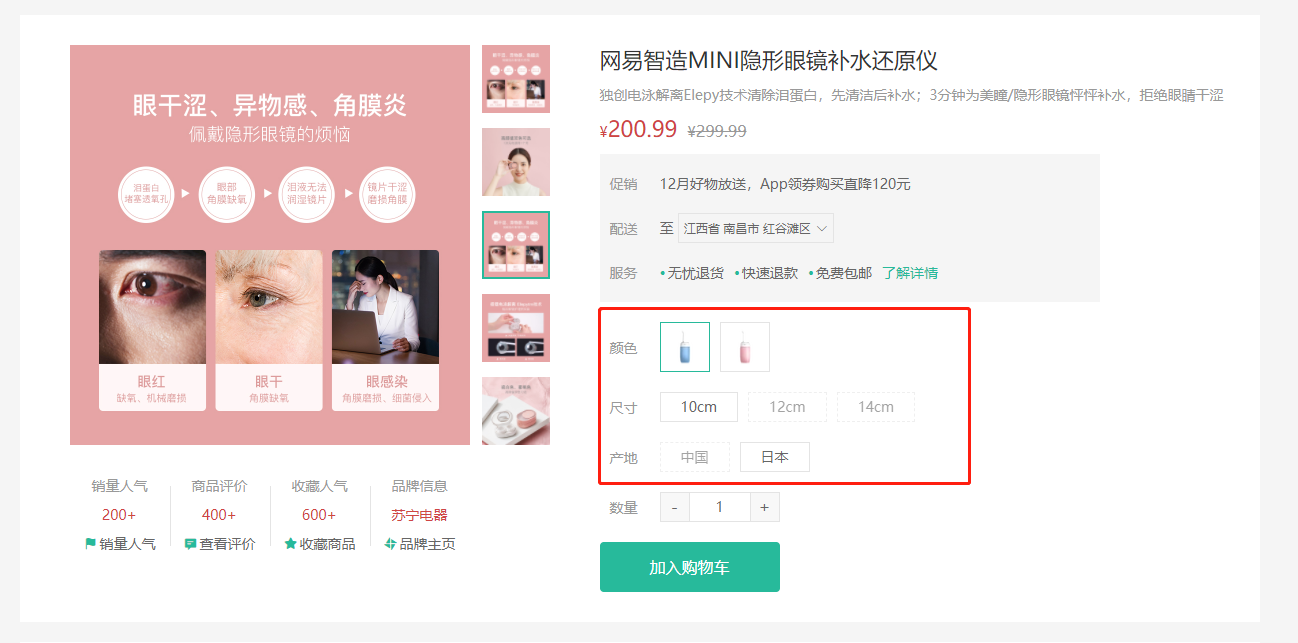 眼干涩、异物感、角膜炎
佩戴隐形眼镜的烦恼
泪蛋白
堵塞透氧孔
眼部
角膜缺氧
泪液无法
润湿镜片
镜片干涩
磨损角膜
眼红
缺氧、机械磨损
眼干
角膜缺氧
眼感染
角膜磨损、细菌侵入
销量人气
200+
销量人气
商品评价
400+
查看评价
收藏人气
600+
收藏商品
品牌信息
苏宁电器
品牌主页
网易智造MINI隐形眼镜补水还原仪
独创电泳解离Elepy技术清除泪蛋白，先清洁后补水；3分钟为美瞳/隐形眼镜怦怦补水，拒绝眼睛干涩
¥200.99 ¥299.99
促销 12月好物放送，App领券购买直降120元
配送 至 江西省 南昌市 红谷滩区
服务 •无忧退货 •快速退款 •免费包邮 了解详情
颜色
尺寸 10cm 12cm 14cm
产地 中国 日本
数量 - 1 +
加入购物车